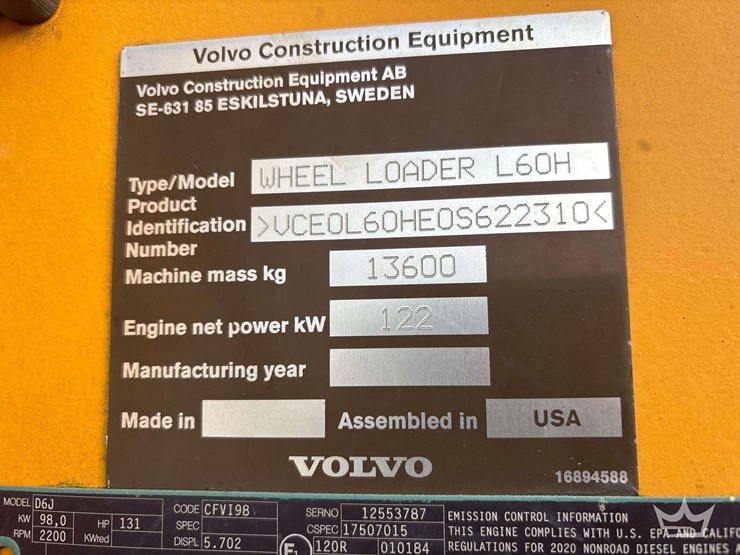 Volvo Construction Equipment
Volvo Construction Equipment AB
SE-631 85 ESKILSTUNA, SWEDEN
Type/Model WHEEL LOADER L60H
Product
Identification >VCE0L60HE0S622310<
Number
Machine mass kg 13600
Engine net power kW 122
Manufacturing year
Made in Assembled in USA
VOLVO
16894588
MODEL D6J CODE CFVI98 SERNO 12553787 EMISSION CONTROL INFORMATION
KW 98,0 HP 131 SPEC CSPEC 17507015 THIS ENGINE COMPLIES WITH U.S. EPA AND CALIFO
RPM 2200 KWred DISPL 5.702 E1 120R 010184 REGULATIONS FOR 2020 NONROAD DIESEL ENGINES